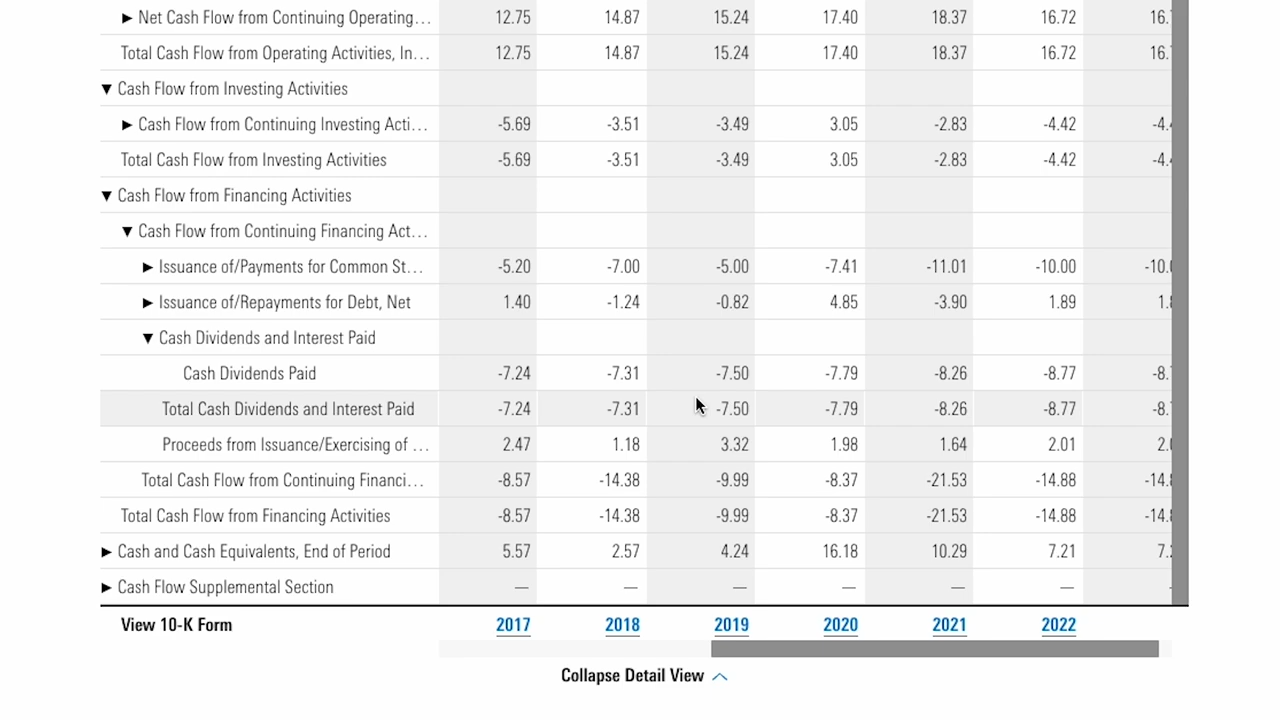 ▶ Net Cash Flow from Continuing Operating… 12.75 14.87 15.24 17.40 18.37 16.72 16.
Total Cash Flow from Operating Activities, In… 12.75 14.87 15.24 17.40 18.37 16.72 16.
▼ Cash Flow from Investing Activities
▶ Cash Flow from Continuing Investing Acti… -5.69 -3.51 -3.49 3.05 -2.83 -4.42 -4.
Total Cash Flow from Investing Activities -5.69 -3.51 -3.49 3.05 -2.83 -4.42 -4.
▼ Cash Flow from Financing Activities
▼ Cash Flow from Continuing Financing Act…
▶ Issuance of/Payments for Common St… -5.20 -7.00 -5.00 -7.41 -11.01 -10.00 -10.
▶ Issuance of/Repayments for Debt, Net 1.40 -1.24 -0.82 4.85 -3.90 1.89 1.
▼ Cash Dividends and Interest Paid
Cash Dividends Paid -7.24 -7.31 -7.50 -7.79 -8.26 -8.77 -8.
Total Cash Dividends and Interest Paid -7.24 -7.31 -7.50 -7.79 -8.26 -8.77 -8.
Proceeds from Issuance/Exercising of … 2.47 1.18 3.32 1.98 1.64 2.01 2.
Total Cash Flow from Continuing Financi… -8.57 -14.38 -9.99 -8.37 -21.53 -14.88 -14.
Total Cash Flow from Financing Activities -8.57 -14.38 -9.99 -8.37 -21.53 -14.88 -14.
▶ Cash and Cash Equivalents, End of Period 5.57 2.57 4.24 16.18 10.29 7.21 7.
▶ Cash Flow Supplemental Section — — — — — —
View 10-K Form 2017 2018 2019 2020 2021 2022
Collapse Detail View